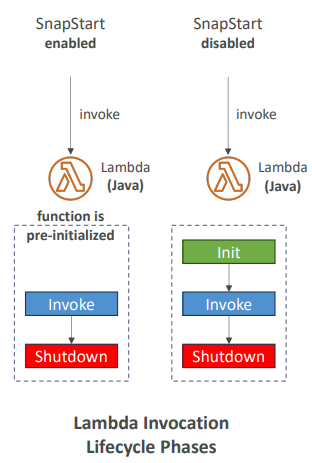 SnapStart
enabled
SnapStart
disabled
invoke
invoke
Lambda
(Java)
Lambda
(Java)
function is
pre-initialized
Init
Invoke
Invoke
Shutdown
Shutdown
Lambda Invocation
Lifecycle Phases